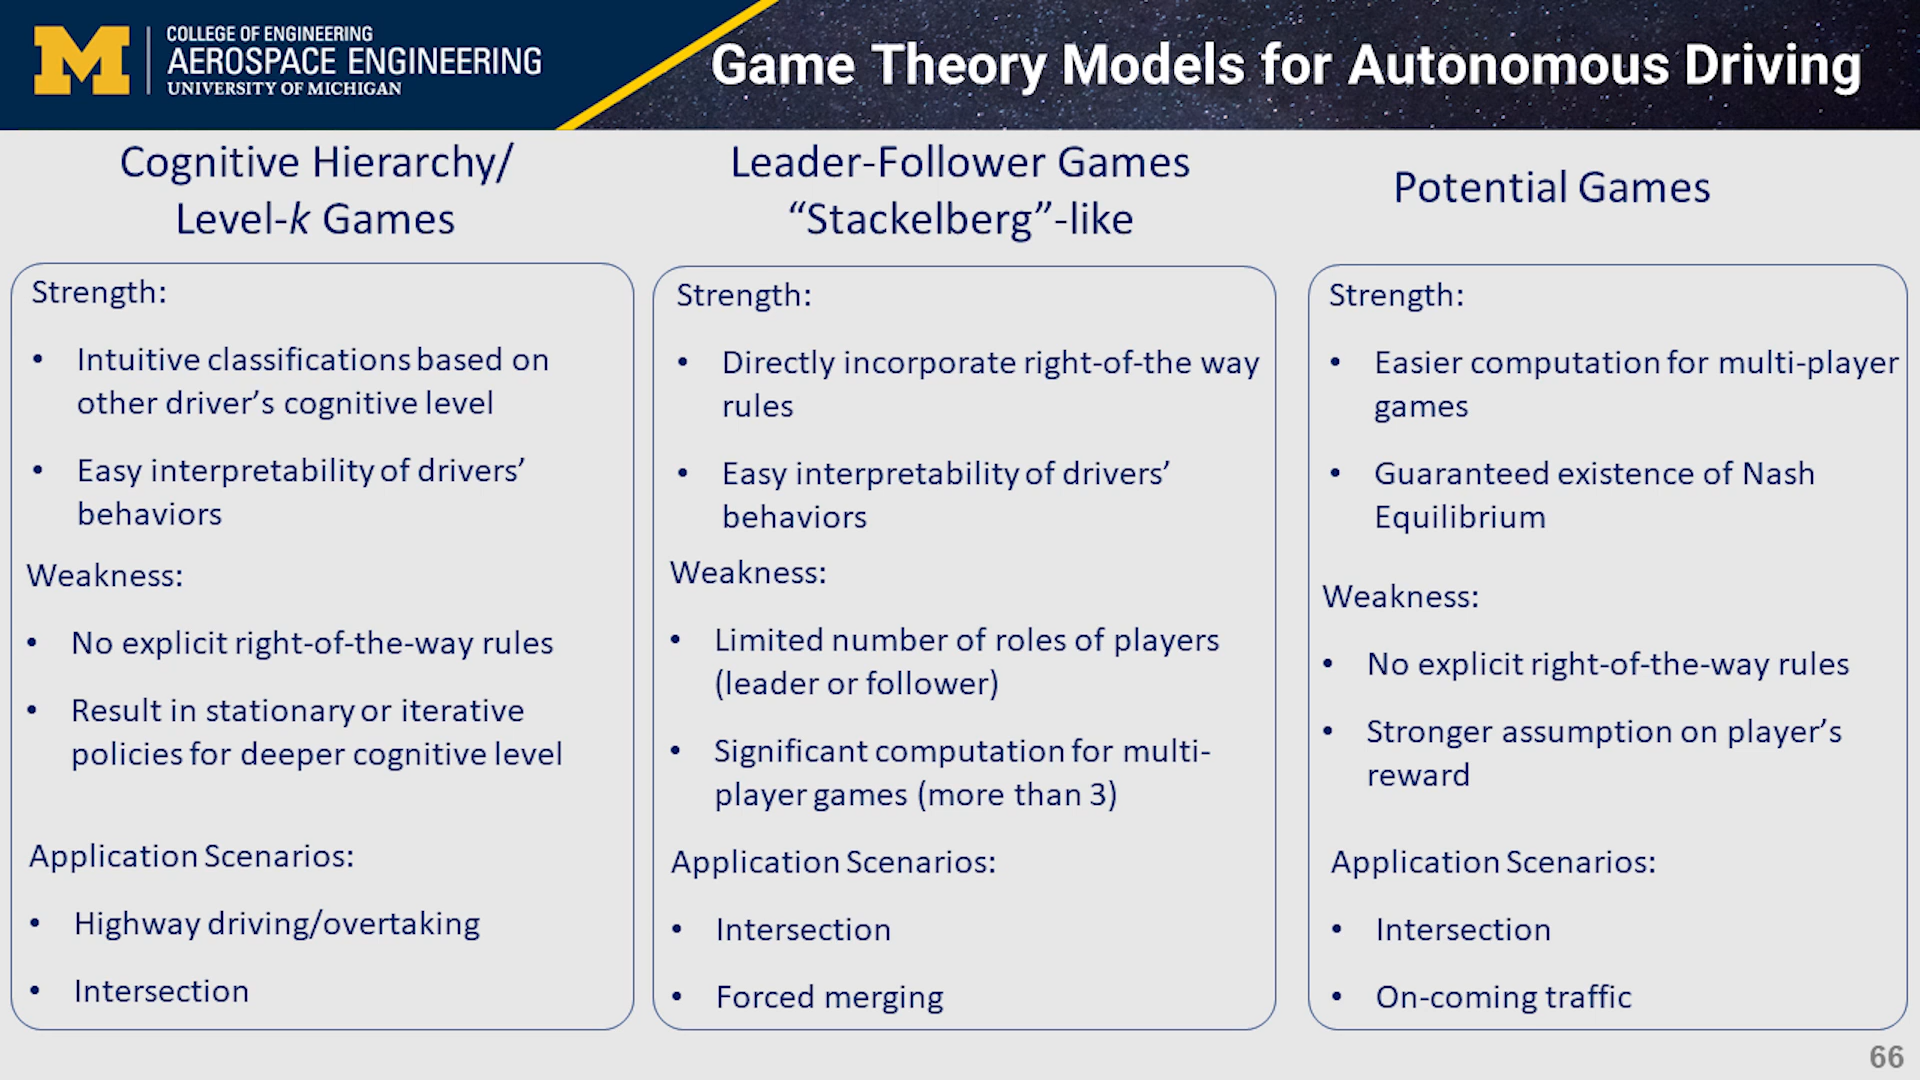 M
COLLEGE OF ENGINEERING
AEROSPACE ENGINEERING
UNIVERSITY OF MICHIGAN
Game Theory Models for Autonomous Driving
Cognitive Hierarchy/
Level-k Games
Strength:
• Intuitive classifications based on
other driver’s cognitive level
• Easy interpretability of drivers’
behaviors
Weakness:
• No explicit right-of-the-way rules
• Result in stationary or iterative
policies for deeper cognitive level
Application Scenarios:
• Highway driving/overtaking
• Intersection
Leader-Follower Games
“Stackelberg”-like
Strength:
• Directly incorporate right-of-the way
rules
• Easy interpretability of drivers’
behaviors
Weakness:
• Limited number of roles of players
(leader or follower)
• Significant computation for multi-
player games (more than 3)
Application Scenarios:
• Intersection
• Forced merging
Potential Games
Strength:
• Easier computation for multi-player
games
• Guaranteed existence of Nash
Equilibrium
Weakness:
• No explicit right-of-the-way rules
• Stronger assumption on player’s
reward
Application Scenarios:
• Intersection
• On-coming traffic
66